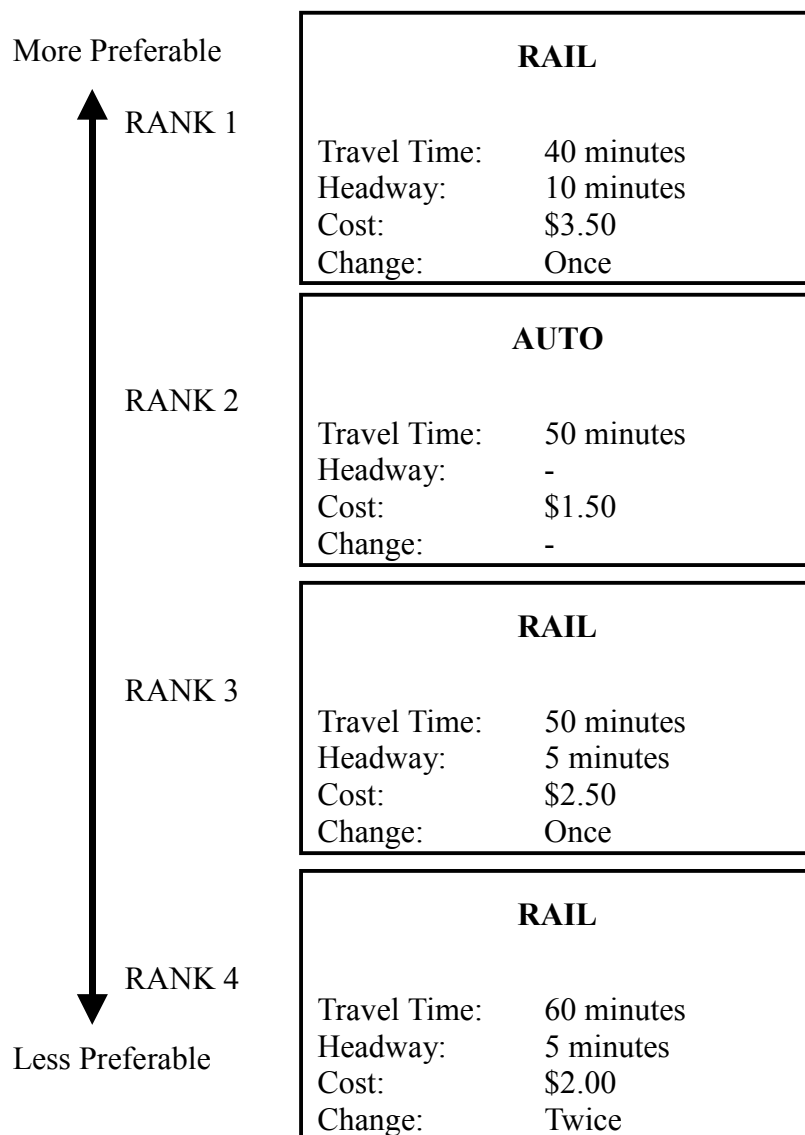 More Preferable
RANK 1
RAIL
Travel Time: 40 minutes
Headway: 10 minutes
Cost: $3.50
Change: Once
RANK 2
AUTO
Travel Time: 50 minutes
Headway: -
Cost: $1.50
Change: -
RANK 3
RAIL
Travel Time: 50 minutes
Headway: 5 minutes
Cost: $2.50
Change: Once
RANK 4
RAIL
Travel Time: 60 minutes
Headway: 5 minutes
Cost: $2.00
Change: Twice
Less Preferable